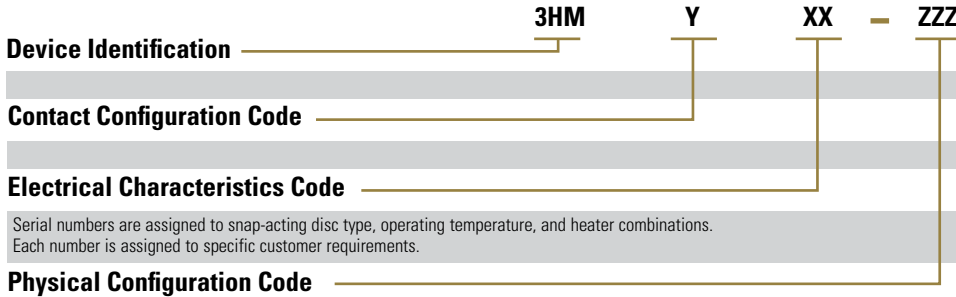 3HM Y XX – ZZZ
Device Identification
Contact Configuration Code
Electrical Characteristics Code
Serial numbers are assigned to snap-acting disc type, operating temperature, and heater combinations.
Each number is assigned to specific customer requirements.
Physical Configuration Code